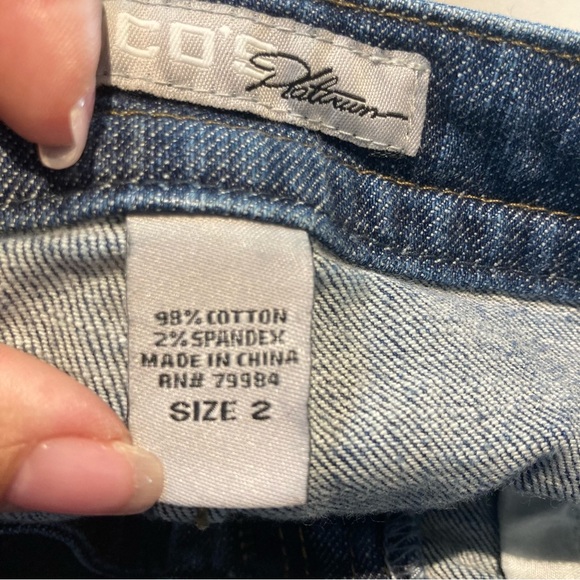 CO'S
Platinum
98% COTTON
2% SPANDEX
MADE IN CHINA
RN# 79984
SIZE 2